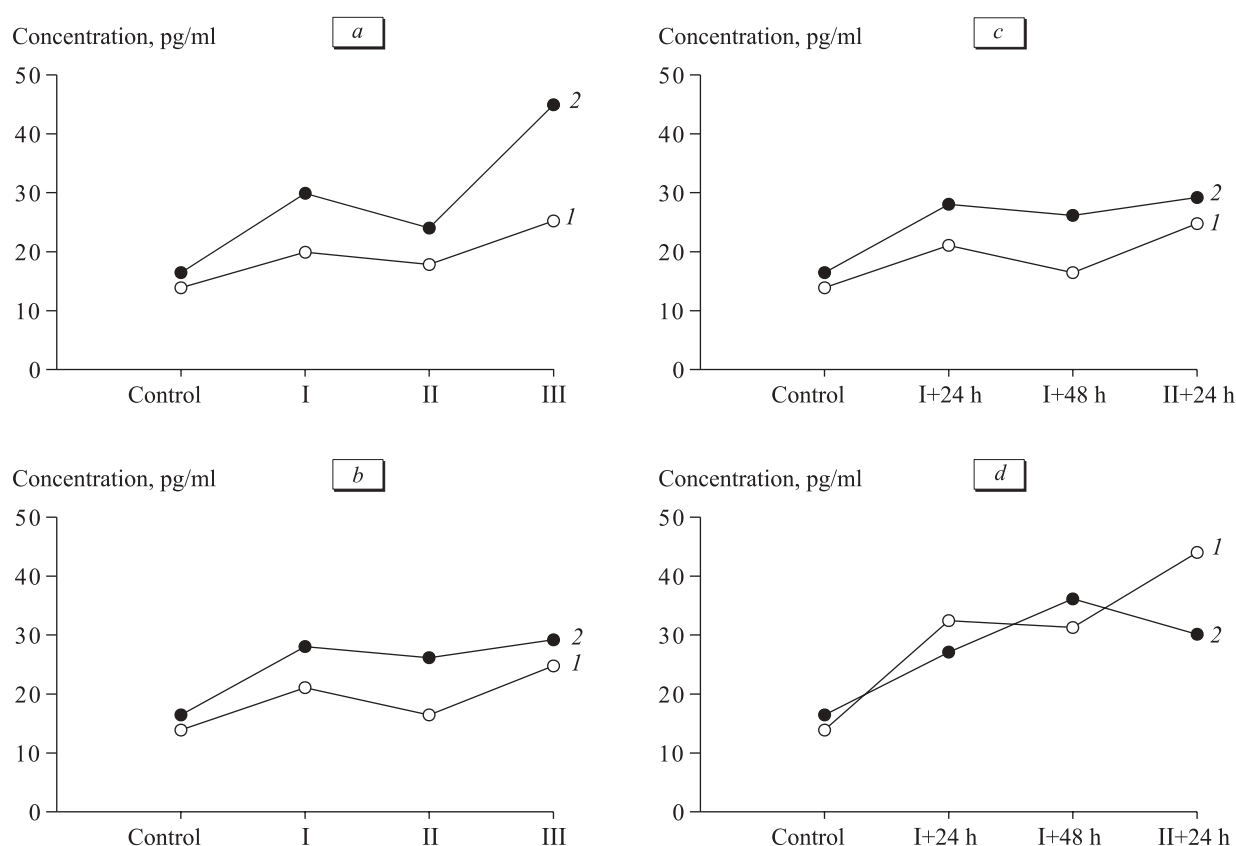 a
Concentration, pg/ml
50
40
30
20
10
0
2
1
Control I II III
c
Concentration, pg/ml
50
40
30
20
10
0
2
1
Control I+24 h I+48 h II+24 h
b
Concentration, pg/ml
50
40
30
20
10
0
2
1
Control I II III
d
Concentration, pg/ml
50
40
30
20
10
0
1
2
Control I+24 h I+48 h II+24 h